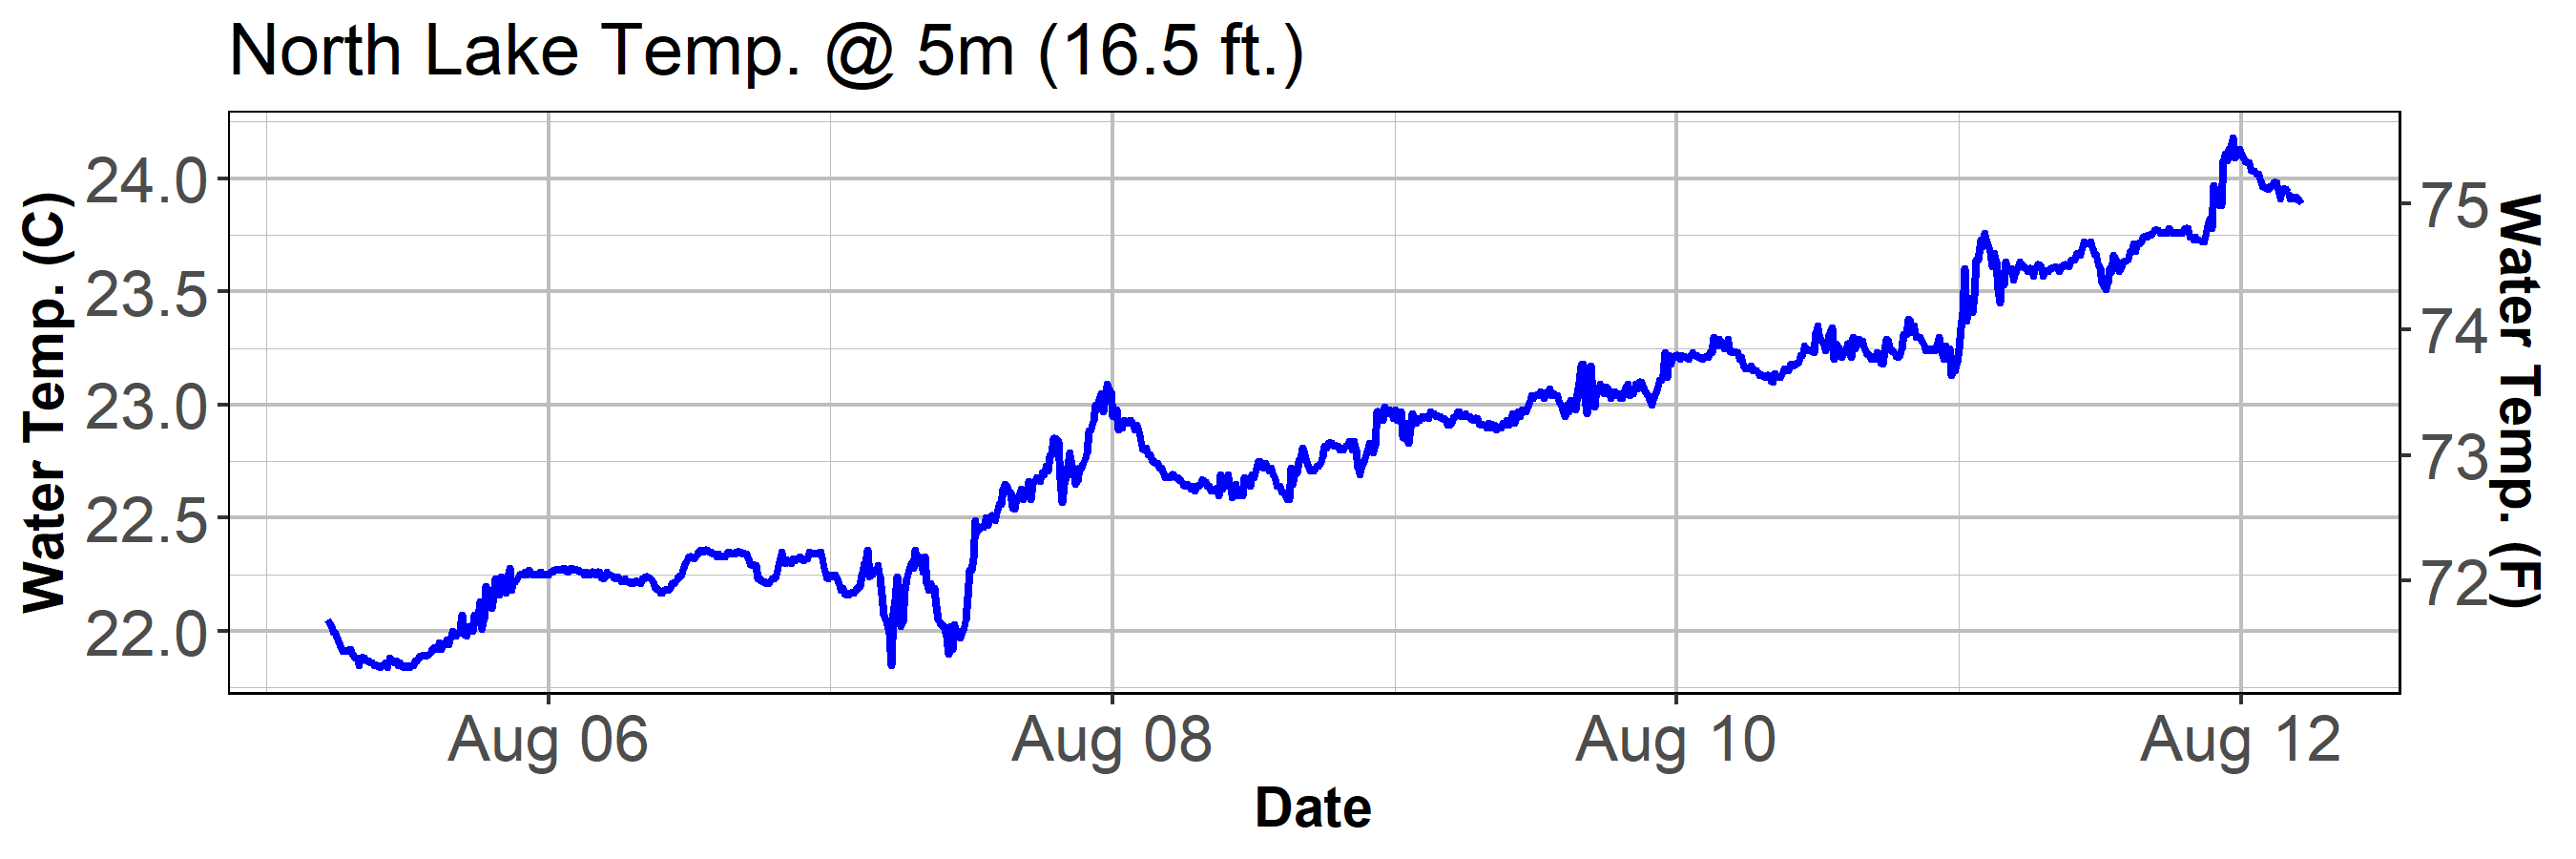 North Lake Temp. @ 5m (16.5 ft.)
Water Temp. (C)
24.0
23.5
23.0
22.5
22.0
75
74
73
72
Water Temp. (F)
Aug 06 Aug 08 Aug 10 Aug 12
Date